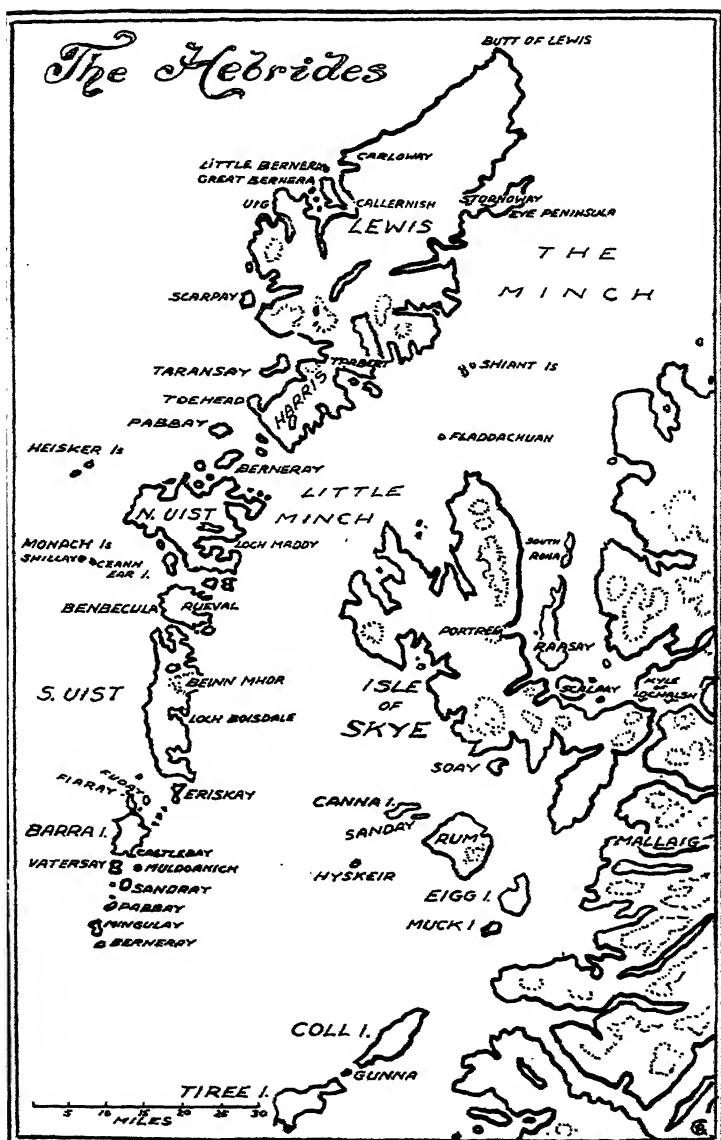 The Hebrides
BUTT OF LEWIS
LITTLE BERNERA
CARLOWAY
GREAT BERNERA
UIG
CALLERNISH
STORNOWAY
EYE PENINSULA
LEWIS
THE
MINCH
SCARPAY
TARANSAY
TARBERT
SHIANT Is
TOEHEAD
HARRIS
PABBAY
FLADDACHUAN
HEISKER Is
BERNERAY
LITTLE
MINCH
N. UIST
MONACH Is
SHILLAY
CEANN
EAR I.
LOCH MADDY
SOUTH
RONA
BENBECULA
RUEVAL
PORTREE
RAASAY
BEINN MHOR
S. UIST
ISLE
OF
SKYE
SCALPAY
KYLE
OF
LOCHALSH
LOCH BOISDALE
SOAY
FUDAY
FIARAY
ERISKAY
CANNA I.
SANDAY
BARRA I.
RUM
MALLAIG
CASTLEBAY
VATERSAY
MULDOANICH
HYSKEIR
SANDRAY
EIGG I.
PABBAY
MINGULAY
MUCK I
BERNERAY
COLL I.
GUNNA
TIREE I.
5 10 15 20 25 30
MILES